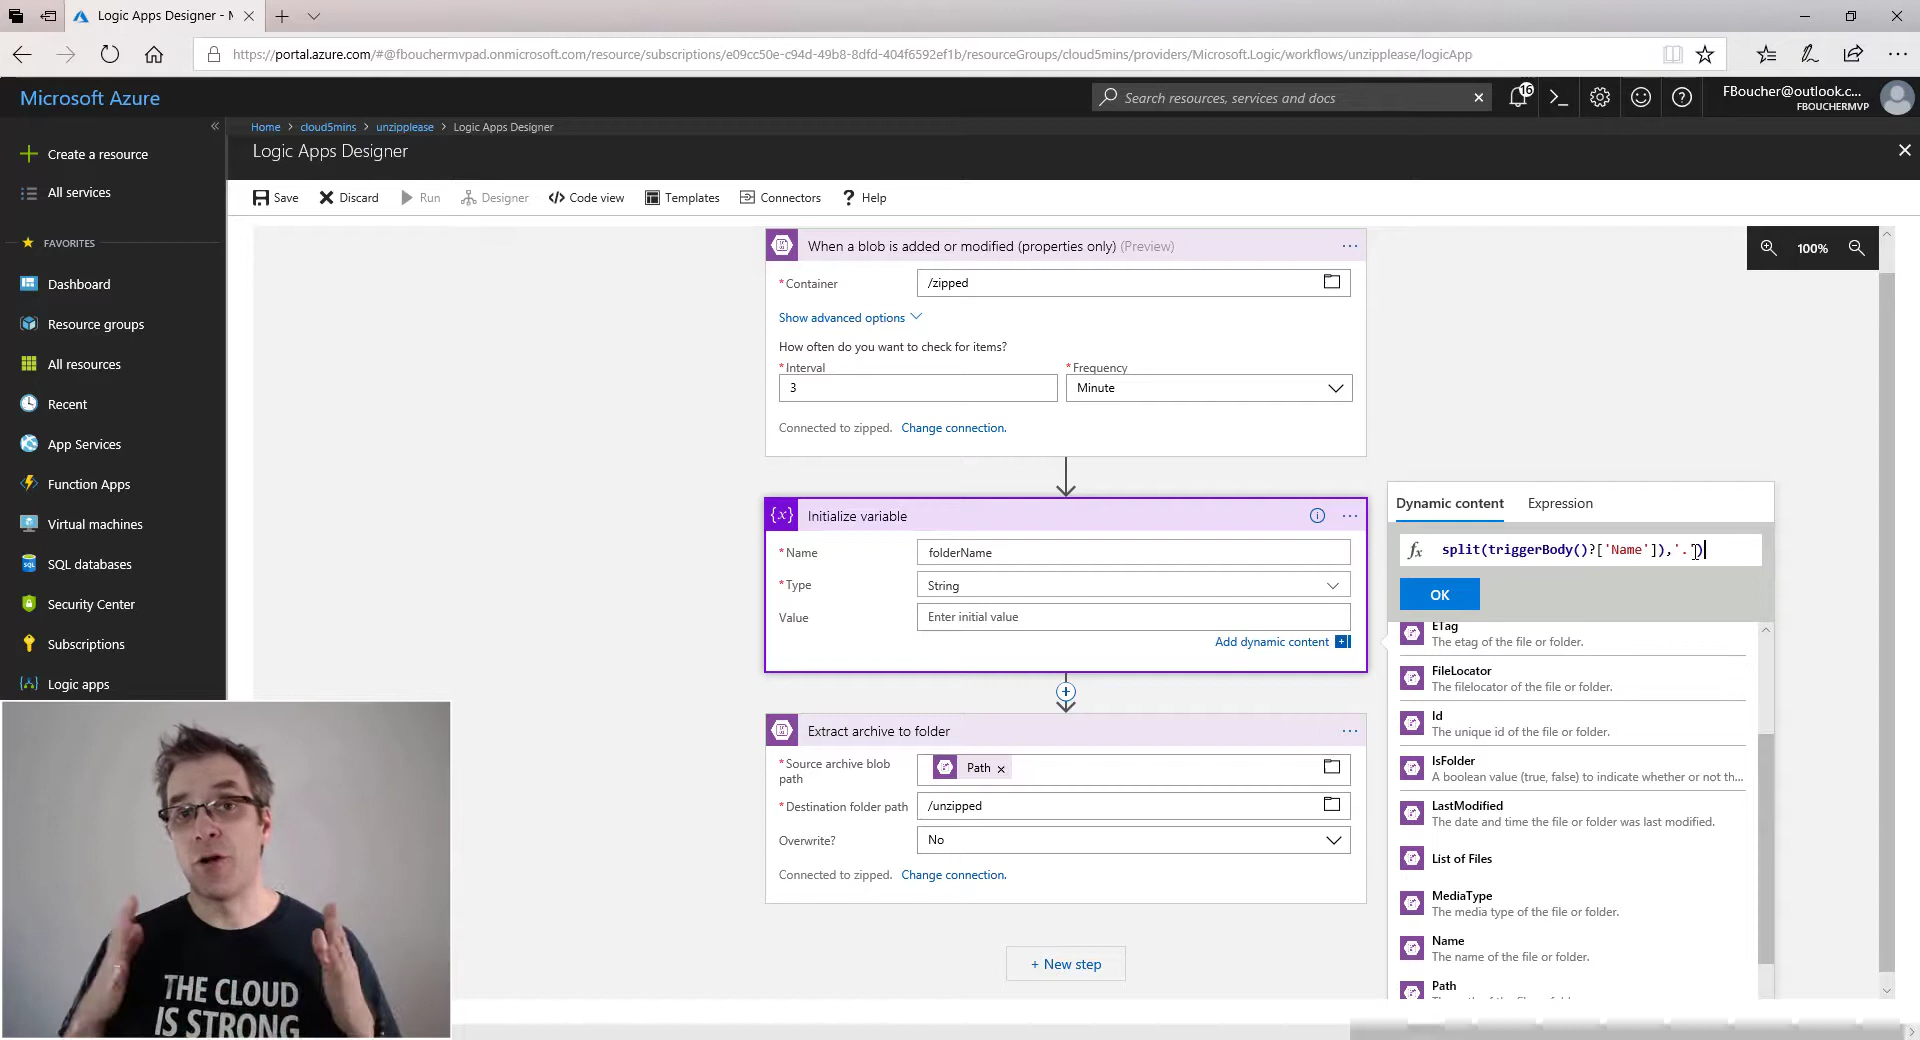 Logic Apps Designer - M
https://portal.azure.com/#@fbouchermvpad.onmicrosoft.com/resource/subscriptions/e09cc50e-c94d-49b8-8dfd-404f6592ef1b/resourceGroups/cloud5mins/providers/Microsoft.Logic/workflows/unzipplease/logicApp
Microsoft Azure
Search resources, services and docs
16
FBoucher@outlook.c...
FBOUCHERMVP
Home > cloud5mins > unzipplease > Logic Apps Designer
Logic Apps Designer
Create a resource
All services
FAVORITES
Dashboard
Resource groups
All resources
Recent
App Services
Function Apps
Virtual machines
SQL databases
Security Center
Subscriptions
Logic apps
Save Discard Run Designer Code view Templates Connectors Help
When a blob is added or modified (properties only) (Preview)
* Container /zipped
Show advanced options
How often do you want to check for items?
* Interval * Frequency
3 Minute
Connected to zipped. Change connection.
100%
{x} Initialize variable
* Name folderName
* Type String
Value Enter initial value
Add dynamic content
Extract archive to folder
* Source archive blob path Path ×
* Destination folder path /unzipped
Overwrite? No
Connected to zipped. Change connection.
+ New step
Dynamic content Expression
fx split(triggerBody()?['Name']),'.')
OK
ETag
The etag of the file or folder.
FileLocator
The filelocator of the file or folder.
Id
The unique id of the file or folder.
IsFolder
A boolean value (true, false) to indicate whether or not th...
LastModified
The date and time the file or folder was last modified.
List of Files
MediaType
The media type of the file or folder.
Name
The name of the file or folder.
Path
THE CLOUD
IS STRONG